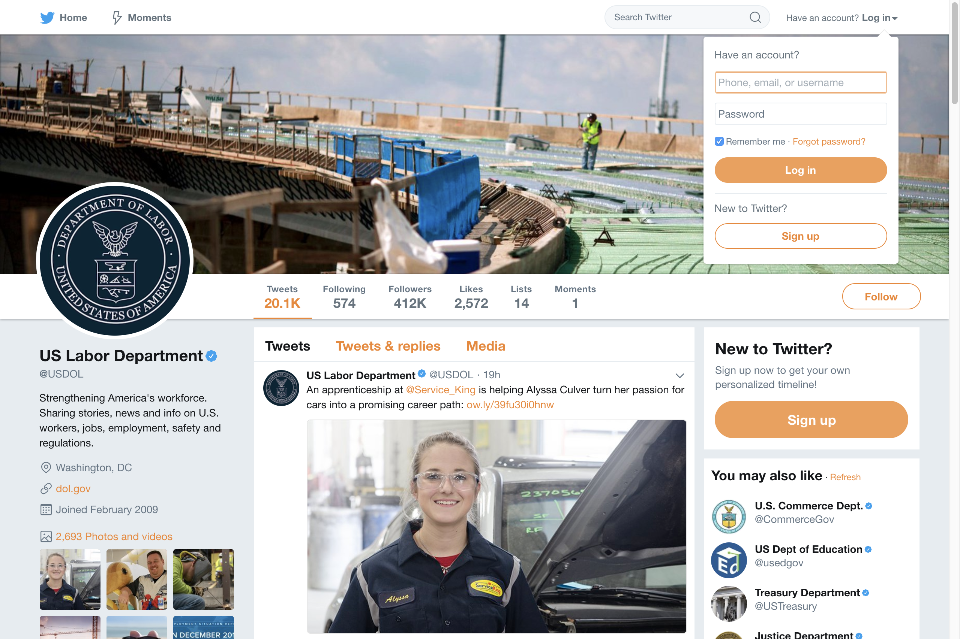 Home
Moments
Search Twitter
Have an account? Log in
Have an account?
Phone, email, or username
Password
Remember me · Forgot password?
Log in
New to Twitter?
Sign up
DEPARTMENT OF LABOR
UNITED STATES OF AMERICA
Tweets
20.1K
Following
574
Followers
412K
Likes
2,572
Lists
14
Moments
1
Follow
US Labor Department
@USDOL
Strengthening America's workforce.
Sharing stories, news and info on U.S.
workers, jobs, employment, safety and
regulations.
Washington, DC
dol.gov
Joined February 2009
2,693 Photos and videos
N DECEMBER 201
Tweets
Tweets & replies
Media
US Labor Department @USDOL · 19h
An apprenticeship at @Service_King is helping Alyssa Culver turn her passion for
cars into a promising career path: ow.ly/39fu30i0hnw
Alyssa
New to Twitter?
Sign up now to get your own
personalized timeline!
Sign up
You may also like · Refresh
U.S. Commerce Dept.
@CommerceGov
Ed
US Dept of Education
@usedgov
Treasury Department
@USTreasury
Justice Department